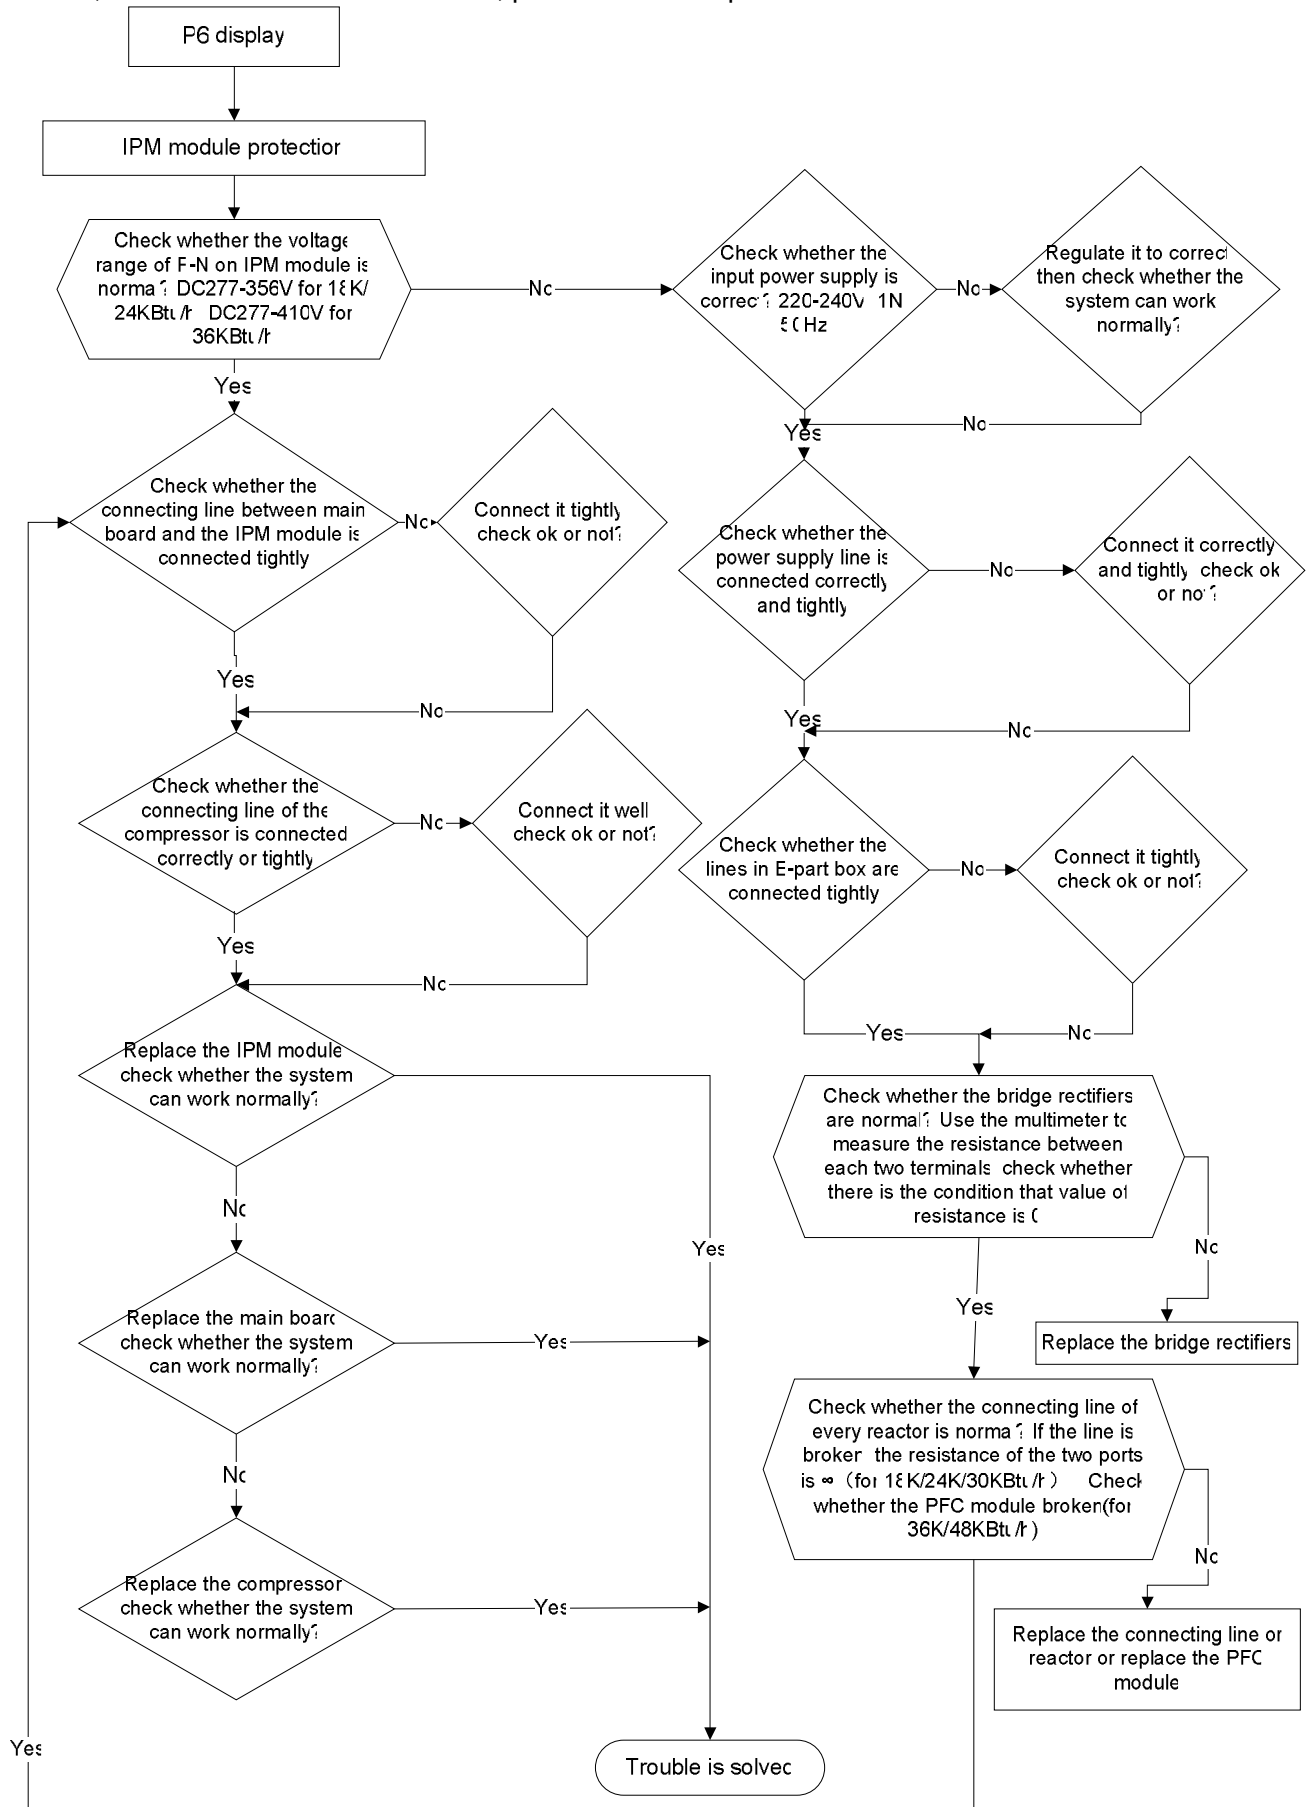 P6 display
IPM module protection
Check whether the voltage
range of P-N on IPM module is
normal? DC277-356V for 18K/
24KBtu/h DC277-410V for
36KBtu/h
No
Check whether the
input power supply is
correct? 220-240V 1N
50Hz
No
Regulate it to correct
then check whether the
system can work
normally?
Yes
No
Yes
Check whether the
connecting line between main
board and the IPM module is
connected tightly
No
Connect it tightly
check ok or not?
Check whether the
power supply line is
connected correctly
and tightly
No
Connect it correctly
and tightly check ok
or not?
Yes
No
Yes
No
Check whether the
connecting line of the
compressor is connected
correctly or tightly
No
Connect it well
check ok or not?
Check whether the
lines in E-part box are
connected tightly
No
Connect it tightly
check ok or not?
Yes
No
Yes
No
Replace the IPM module
check whether the system
can work normally?
Check whether the bridge rectifiers
are normal? Use the multimeter to
measure the resistance between
each two terminals check whether
there is the condition that value of
resistance is 0
No
Yes
No
Yes
Replace the main board
check whether the system
can work normally?
Yes
Replace the bridge rectifiers
Check whether the connecting line of
every reactor is normal? If the line is
broken the resistance of the two ports
is ∞ (for 18K/24K/30KBtu/h) Check
whether the PFC module broken(for
36K/48KBtu/h)
No
No
Replace the compressor
check whether the system
can work normally?
Yes
Replace the connecting line or
reactor or replace the PFC
module
Yes
Trouble is solved